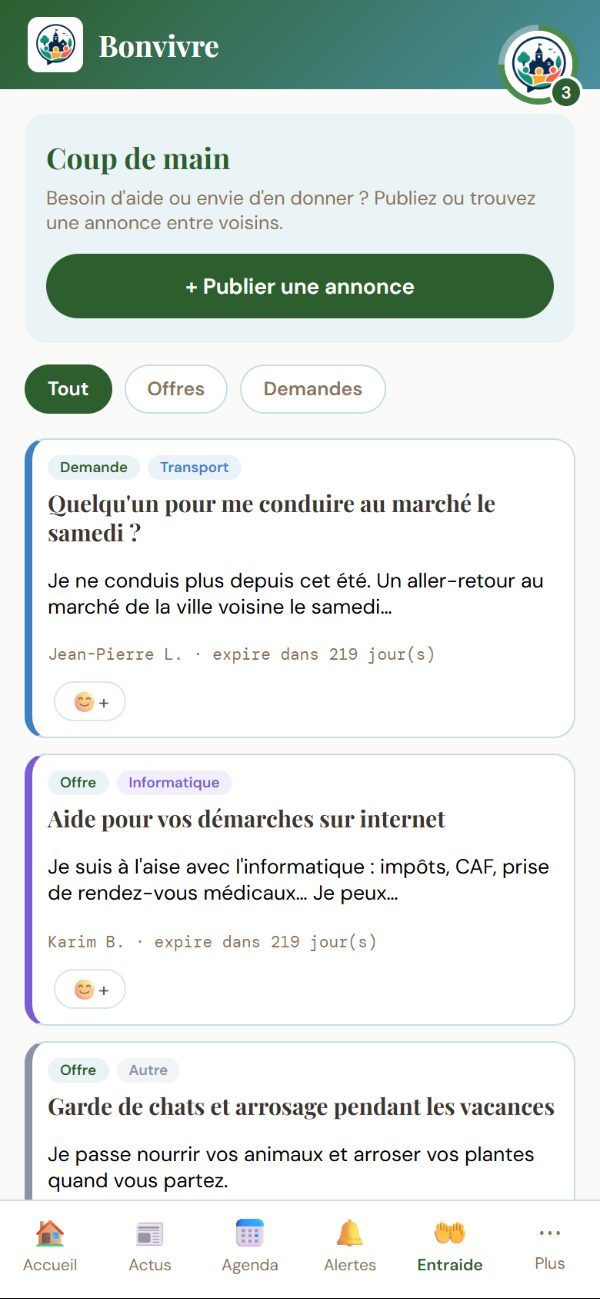 Bonvivre
3
Coup de main
Besoin d'aide ou envie d'en donner ? Publiez ou trouvez
une annonce entre voisins.
+ Publier une annonce
Tout
Offres
Demandes
Demande
Transport
Quelqu'un pour me conduire au marché le
samedi ?
Je ne conduis plus depuis cet été. Un aller-retour au
marché de la ville voisine le samedi...
Jean-Pierre L. · expire dans 219 jour(s)
+
Offre
Informatique
Aide pour vos démarches sur internet
Je suis à l'aise avec l'informatique : impôts, CAF, prise
de rendez-vous médicaux... Je peux...
Karim B. · expire dans 219 jour(s)
+
Offre
Autre
Garde de chats et arrosage pendant les vacances
Je passe nourrir vos animaux et arroser vos plantes
quand vous partez.
Accueil
Actus
Agenda
Alertes
Entraide
Plus